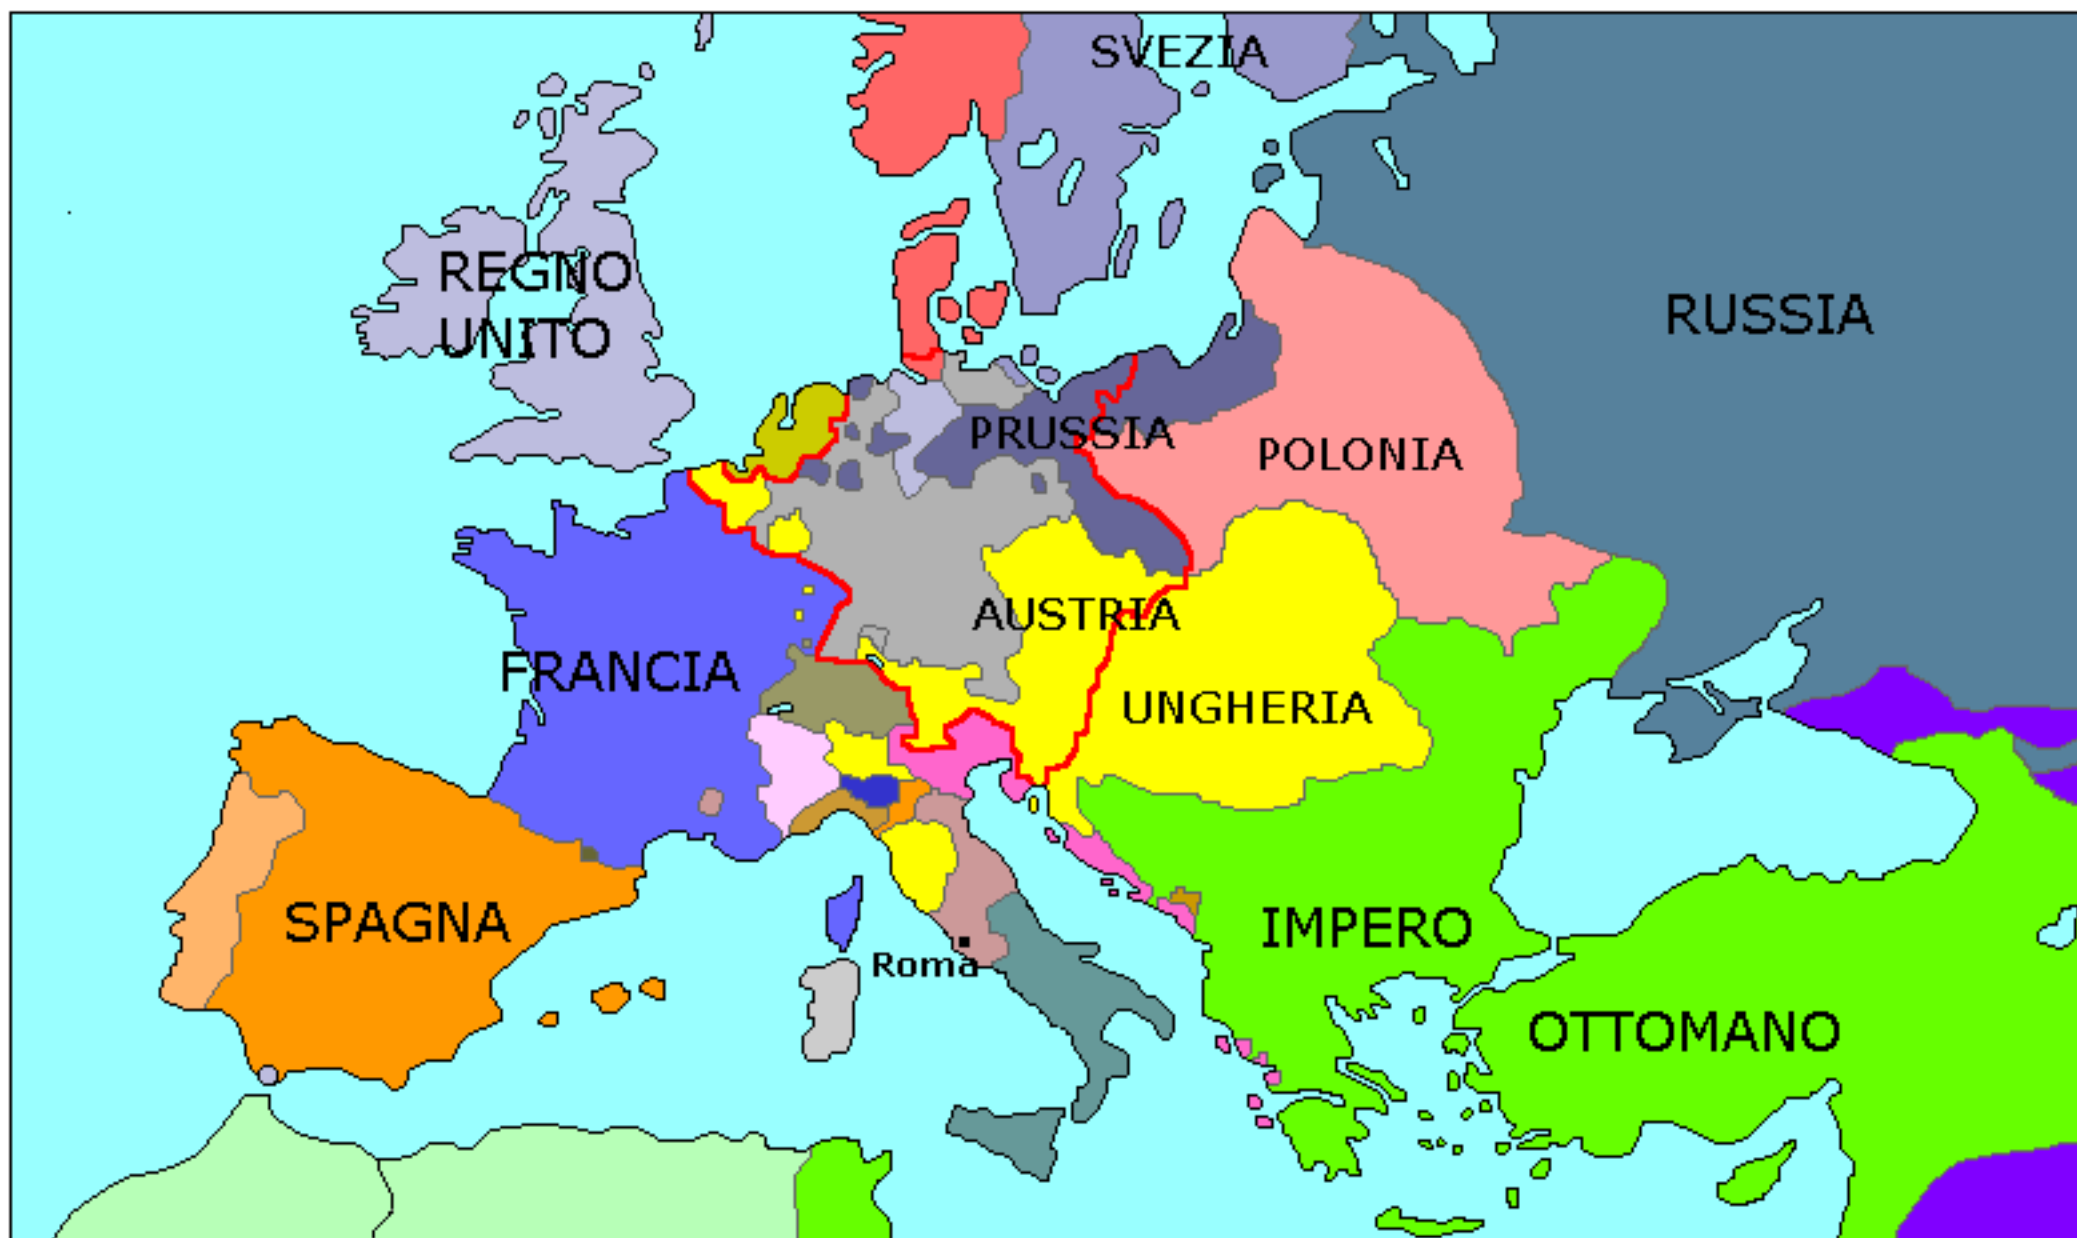 SVEZIA
REGNO
UNITO
RUSSIA
PRUSSIA
POLONIA
AUSTRIA
FRANCIA
UNGHERIA
SPAGNA
IMPERO
Roma
OTTOMANO